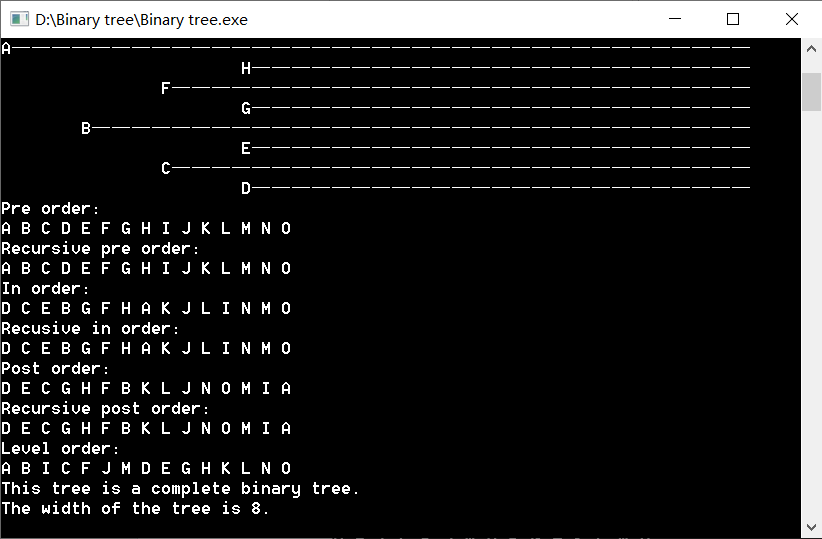 D:\Binary tree\Binary tree.exe
A
H
F
G
B
E
C
D
Pre order:
A B C D E F G H I J K L M N O
Recursive pre order:
A B C D E F G H I J K L M N O
In order:
D C E B G F H A K J L I N M O
Recusive in order:
D C E B G F H A K J L I N M O
Post order:
D E C G H F B K L J N O M I A
Recursive post order:
D E C G H F B K L J N O M I A
Level order:
A B I C F J M D E G H K L N O
This tree is a complete binary tree.
The width of the tree is 8.